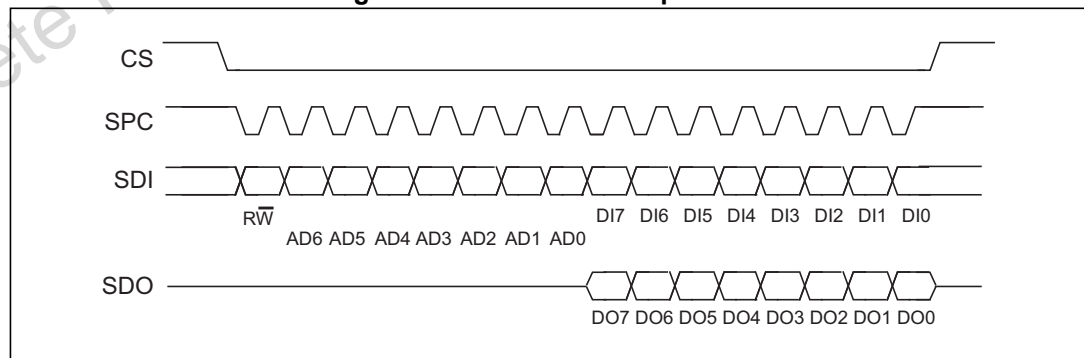 CS
SPC
SDI
RW̅ DI7 DI6 DI5 DI4 DI3 DI2 DI1 DI0
AD6 AD5 AD4 AD3 AD2 AD1 AD0
SDO
DO7 DO6 DO5 DO4 DO3 DO2 DO1 DO0